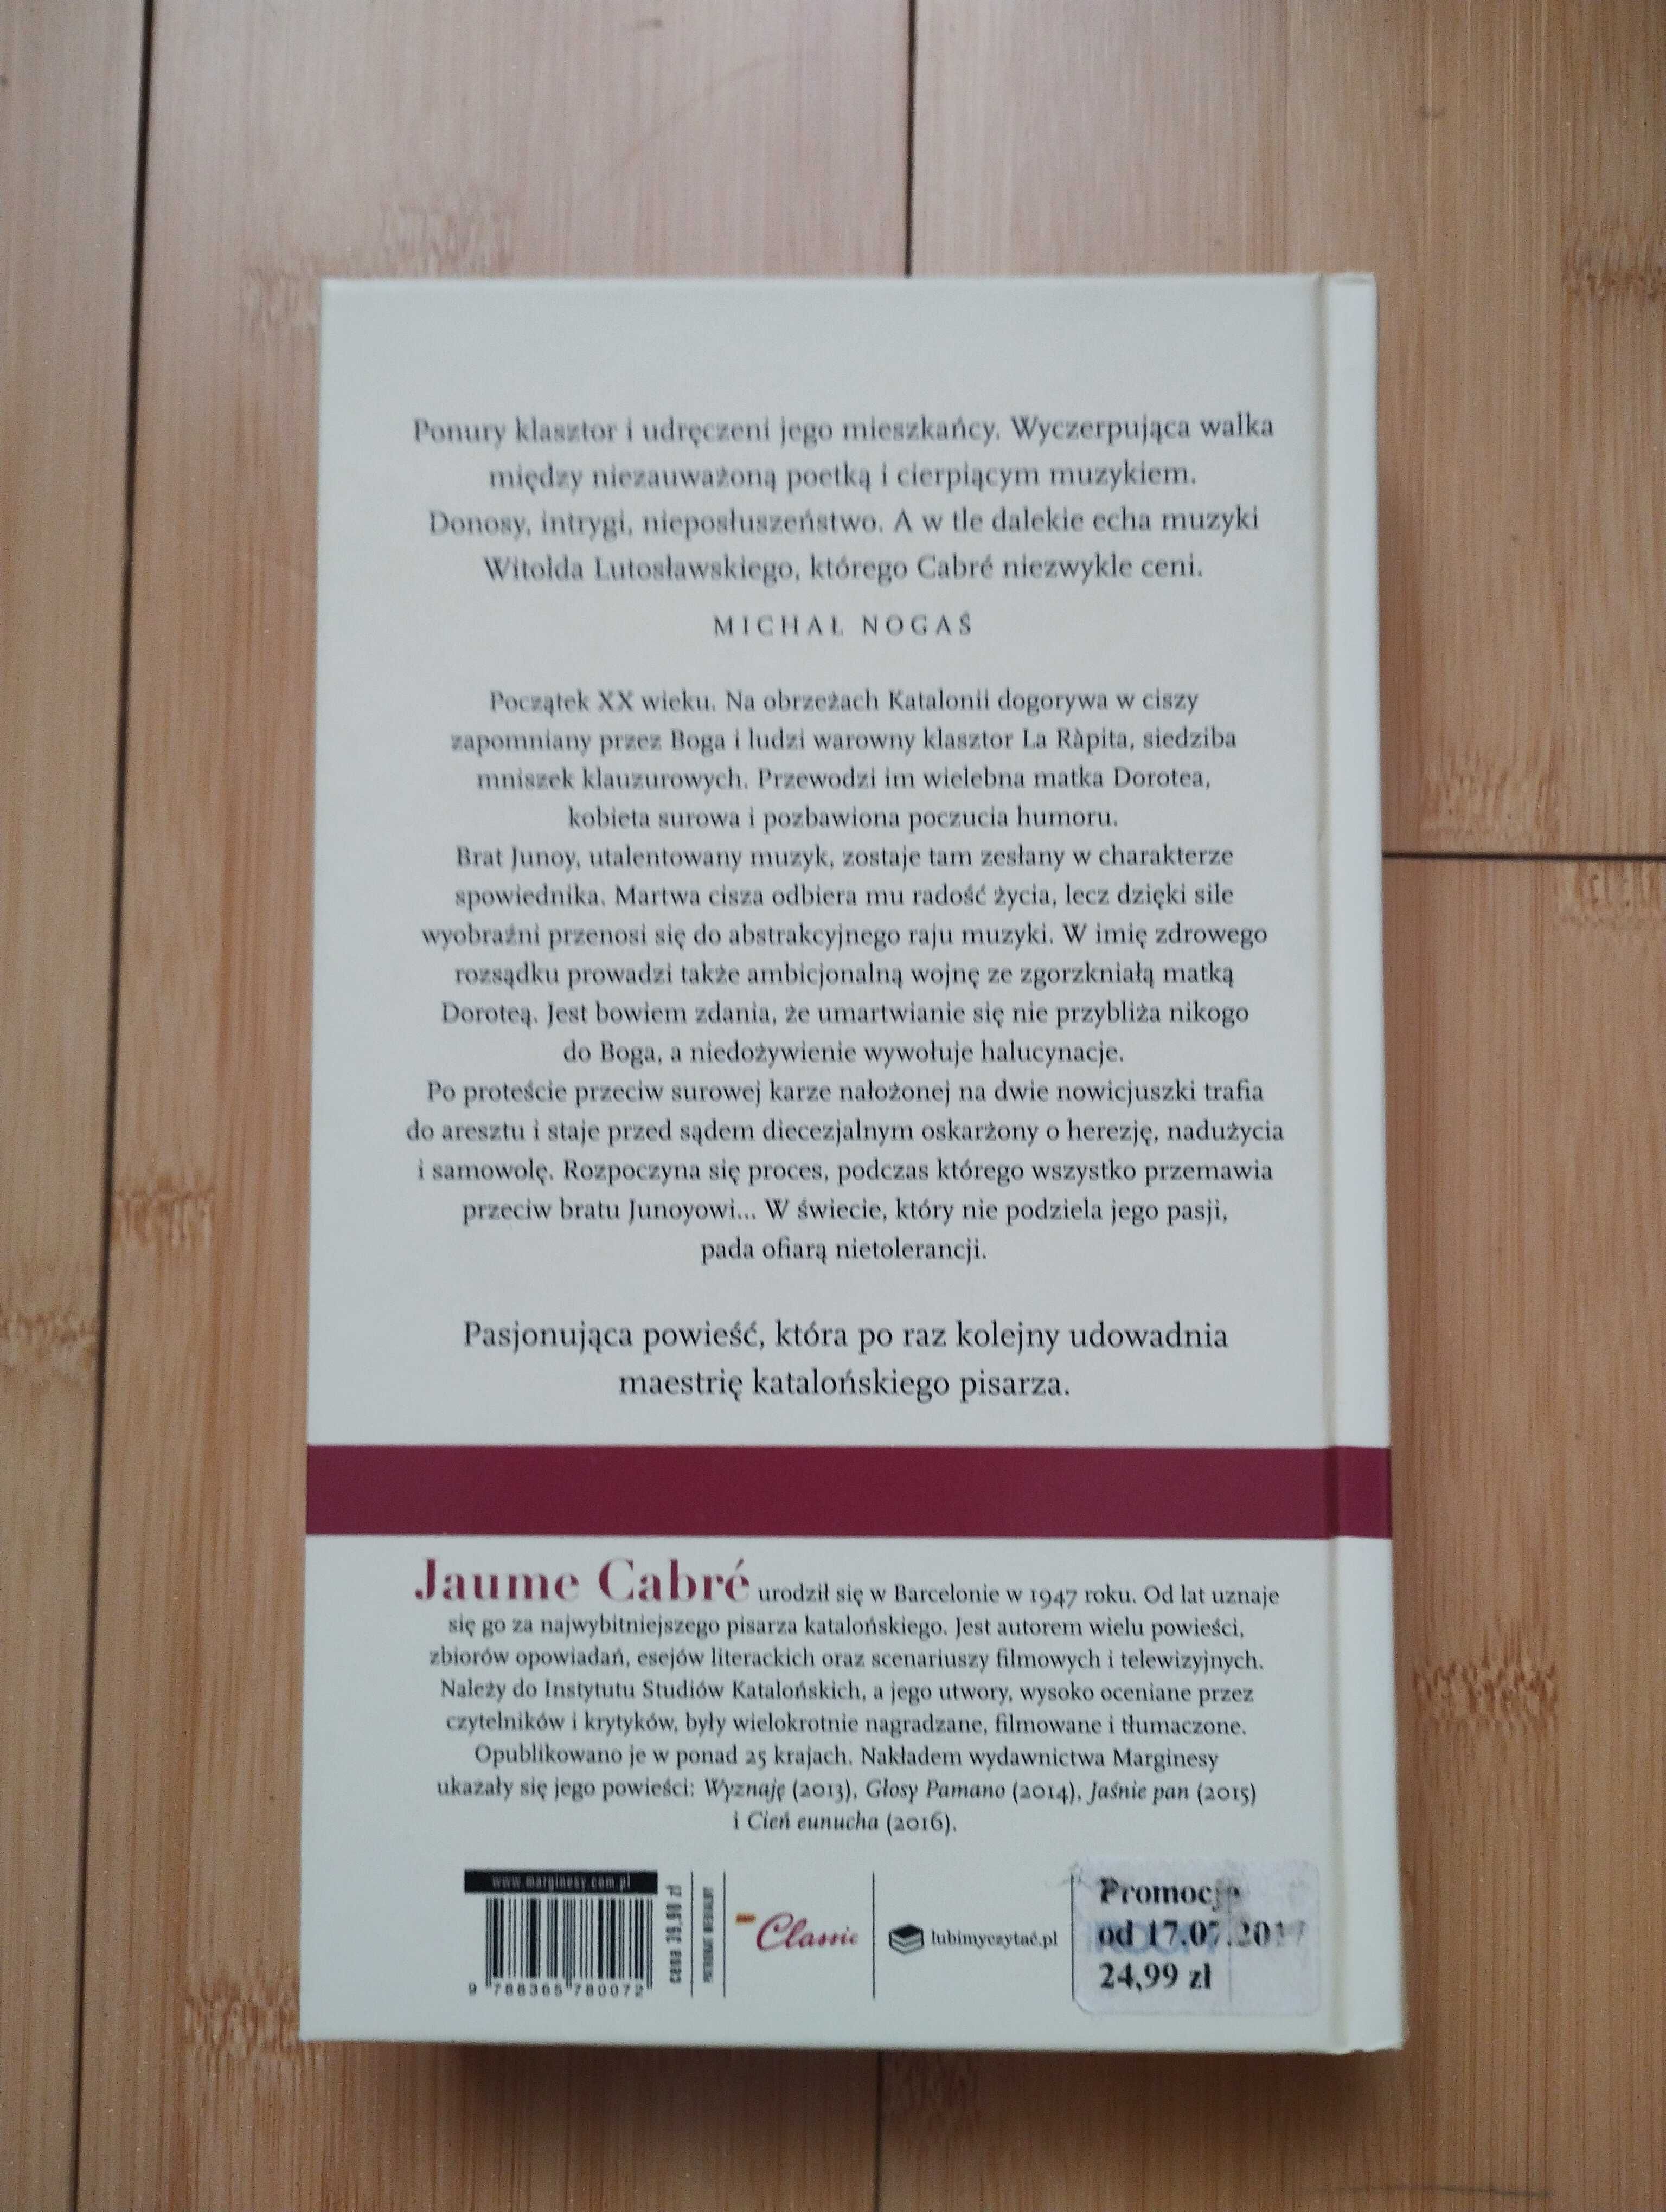 Ponury klasztor i udręczeni jego mieszkańcy. Wyczerpująca walka
między niezauważoną poetką i cierpiącym muzykiem.
Donosy, intrygi, nieposłuszeństwo. A w tle dalekie echa muzyki
Witolda Lutosławskiego, którego Cabré niezwykle ceni.
MICHAŁ NOGAŚ
Początek XX wieku. Na obrzeżach Katalonii dogorywa w ciszy
zapomniany przez Boga i ludzi warowny klasztor La Ràpita, siedziba
mniszek klauzurowych. Przewodzi im wielebna matka Dorotea,
kobieta surowa i pozbawiona poczucia humoru.
Brat Junoy, utalentowany muzyk, zostaje tam zesłany w charakterze
spowiednika. Martwa cisza odbiera mu radość życia, lecz dzięki sile
wyobraźni przenosi się do abstrakcyjnego raju muzyki. W imię zdrowego
rozsądku prowadzi także ambicjonalną wojnę ze zgorzkniałą matką
Doroteą. Jest bowiem zdania, że umartwianie się nie przybliża nikogo
do Boga, a niedożywienie wywołuje halucynacje.
Po proteście przeciw surowej karze nałożonej na dwie nowicjuszki trafia
do aresztu i staje przed sądem diecezjalnym oskarżony o herezję, nadużycia
i samowolę. Rozpoczyna się proces, podczas którego wszystko przemawia
przeciw bratu Junoyowi... W świecie, który nie podziela jego pasji,
pada ofiarą nietolerancji.
Pasjonująca powieść, która po raz kolejny udowadnia
maestrię katalońskiego pisarza.
Jaume Cabré urodził się w Barcelonie w 1947 roku. Od lat uznaje
się go za najwybitniejszego pisarza katalońskiego. Jest autorem wielu powieści,
zbiorów opowiadań, esejów literackich oraz scenariuszy filmowych i telewizyjnych.
Należy do Instytutu Studiów Katalońskich, a jego utwory, wysoko oceniane przez
czytelników i krytyków, były wielokrotnie nagradzane, filmowane i tłumaczone.
Opublikowano je w ponad 25 krajach. Nakładem wydawnictwa Marginesy
ukazały się jego powieści: Wyznaję (2013), Głosy Pamano (2014), Jaśnie pan (2015)
i Cień eunucha (2016).
www.marginesy.com.pl
9 788365 780072
cena 39,90 zł
PATRONAT MEDIALNY
Classic
lubimyczytać.pl
Promocja
od 17.07.2017
24,99 zł